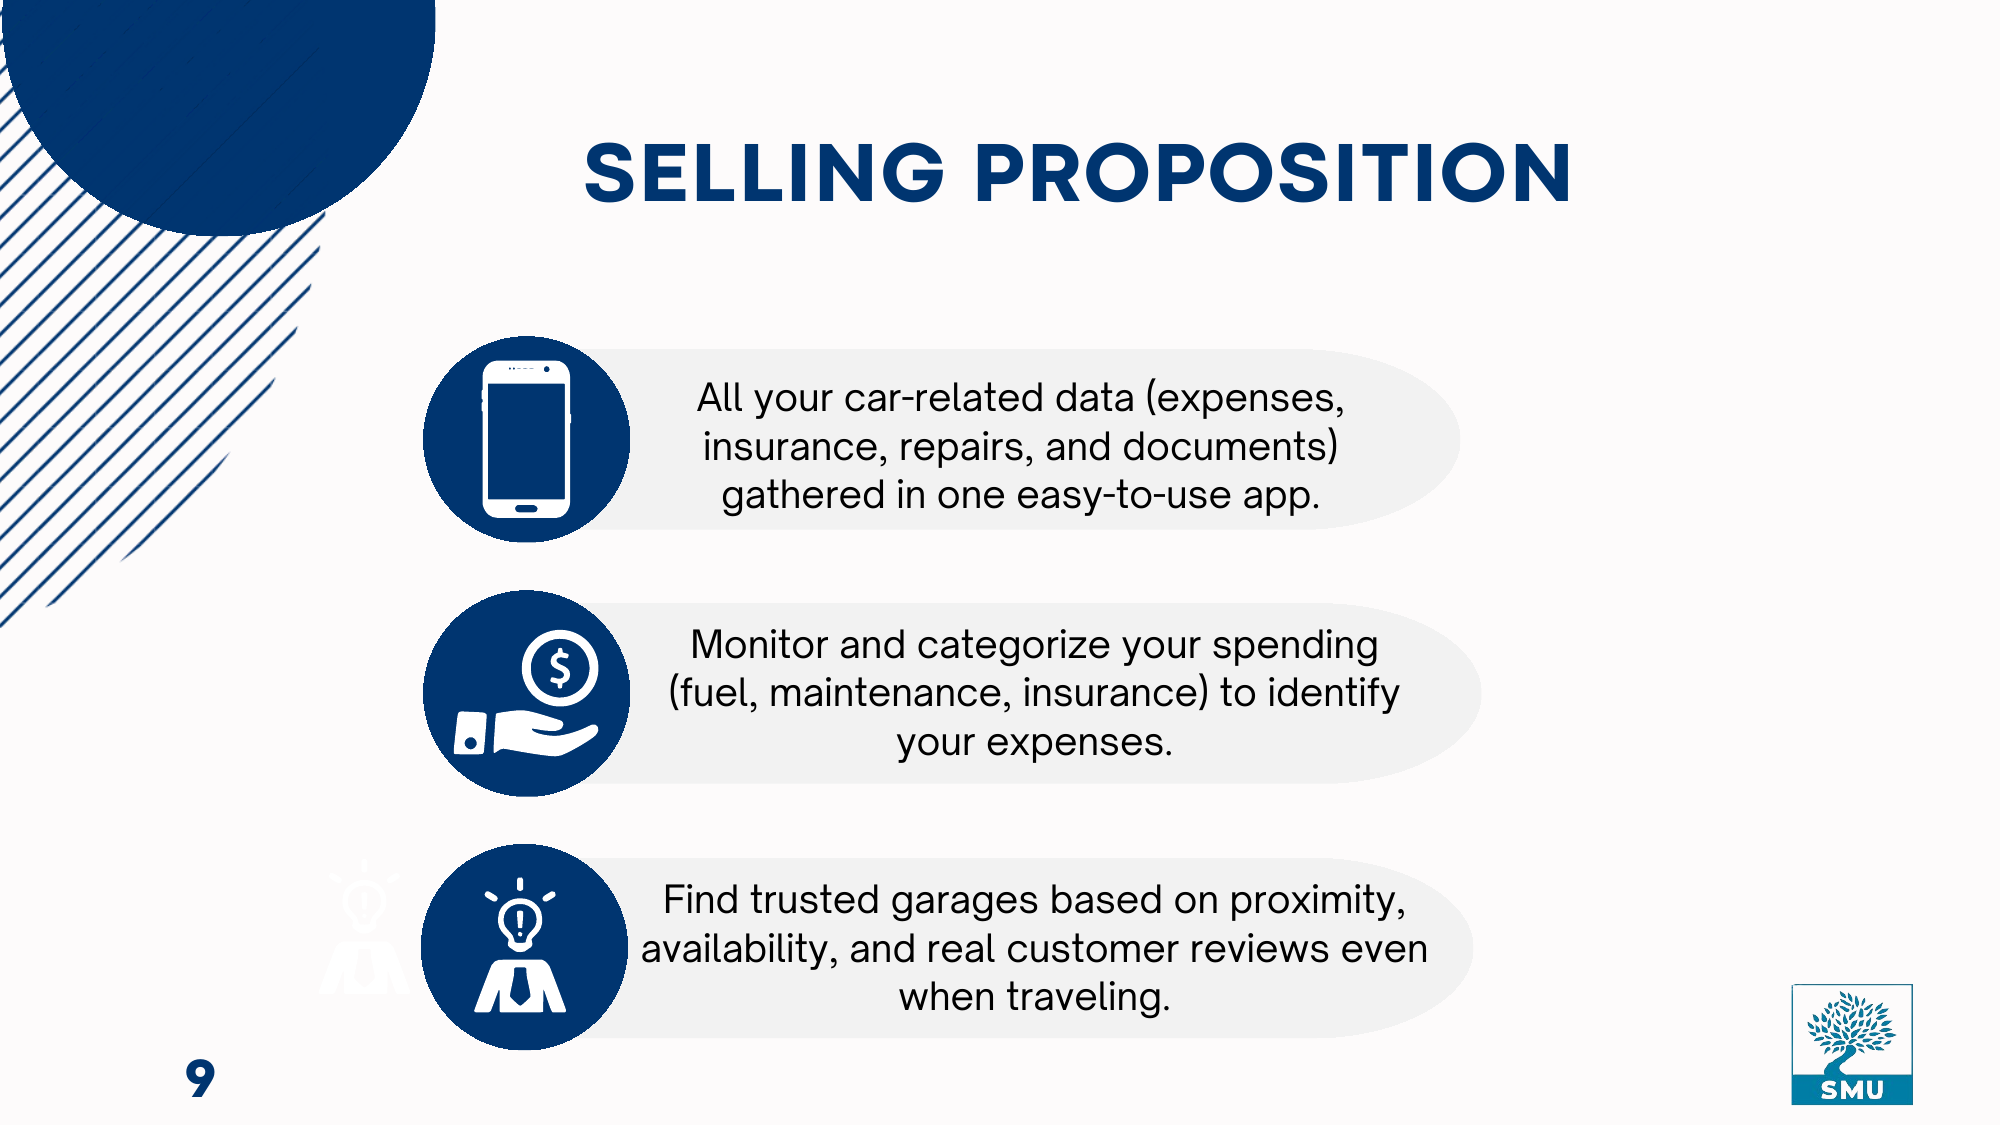 SELLING PROPOSITION
All your car-related data (expenses,
insurance, repairs, and documents)
gathered in one easy-to-use app.
$
Monitor and categorize your spending
(fuel, maintenance, insurance) to identify
your expenses.
Find trusted garages based on proximity,
availability, and real customer reviews even
when traveling.
9
SMU